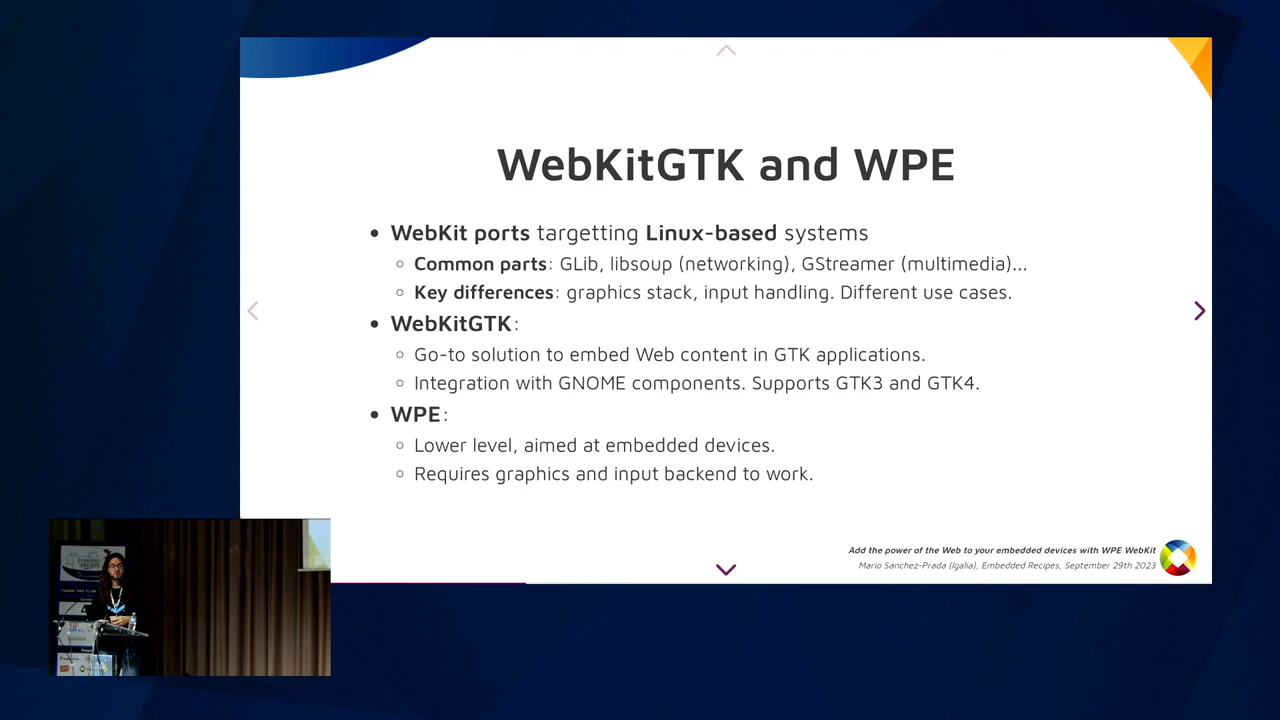 WebKitGTK and WPE
WebKit ports targetting Linux-based systems
Common parts: GLib, libsoup (networking), GStreamer (multimedia)...
Key differences: graphics stack, input handling. Different use cases.
WebKitGTK:
Go-to solution to embed Web content in GTK applications.
Integration with GNOME components. Supports GTK3 and GTK4.
WPE:
Lower level, aimed at embedded devices.
Requires graphics and input backend to work.
Add the power of the Web to your embedded devices with WPE WebKit
Mario Sánchez-Prada (Igalia), Embedded Recipes, September 29th 2023